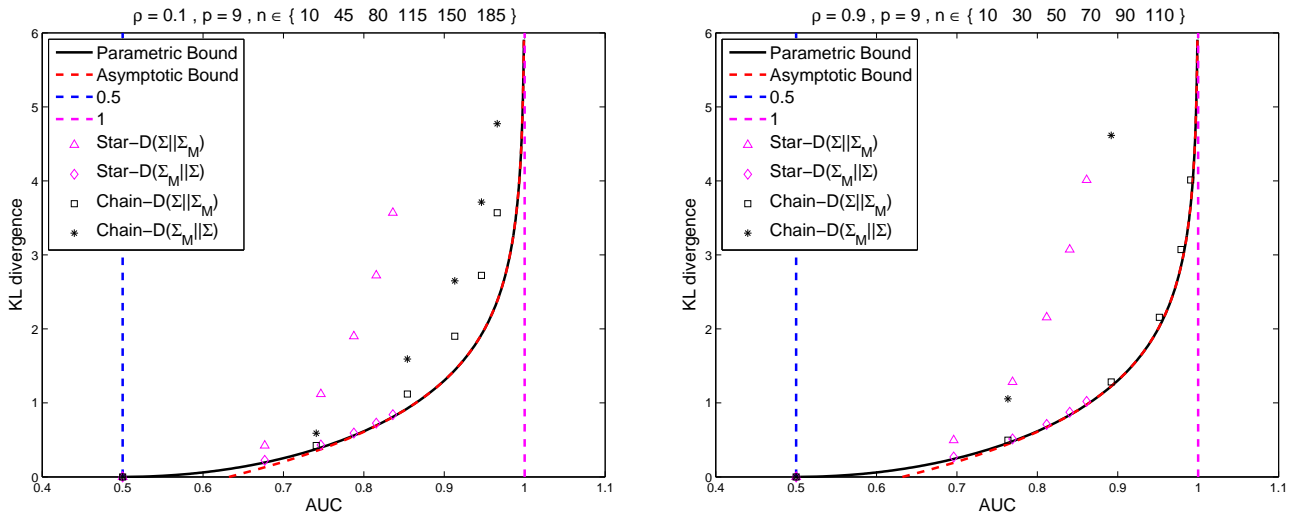 ρ = 0.1 , p = 9 , n ∈ { 10 45 80 115 150 185 }
6
5
4
3
2
1
0
KL divergence
Parametric Bound
Asymptotic Bound
0.5
1
Star−D(Σ||Σ_M)
Star−D(Σ_M||Σ)
Chain−D(Σ||Σ_M)
Chain−D(Σ_M||Σ)
0.4 0.5 0.6 0.7 0.8 0.9 1 1.1
AUC
ρ = 0.9 , p = 9 , n ∈ { 10 30 50 70 90 110 }
6
5
4
3
2
1
0
KL divergence
Parametric Bound
Asymptotic Bound
0.5
1
Star−D(Σ||Σ_M)
Star−D(Σ_M||Σ)
Chain−D(Σ||Σ_M)
Chain−D(Σ_M||Σ)
0.4 0.5 0.6 0.7 0.8 0.9 1 1.1
AUC